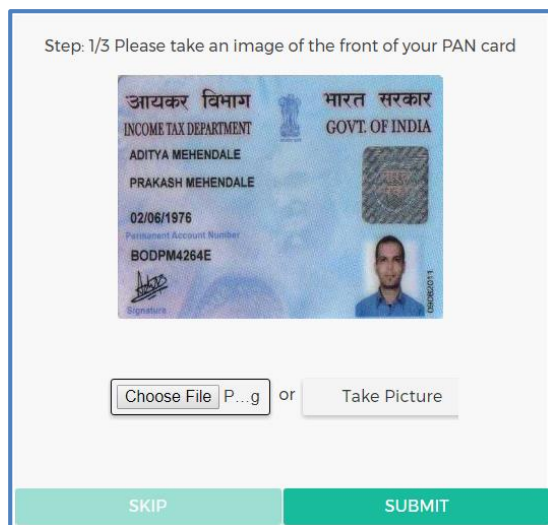 Step: 1/3 Please take an image of the front of your PAN card
आयकर विभाग
INCOME TAX DEPARTMENT
भारत सरकार
GOVT. OF INDIA
ADITYA MEHENDALE
PRAKASH MEHENDALE
02/06/1976
Permanent Account Number
BODPM4264E
Signature
09082011
Choose File P...g or Take Picture
SKIP
SUBMIT